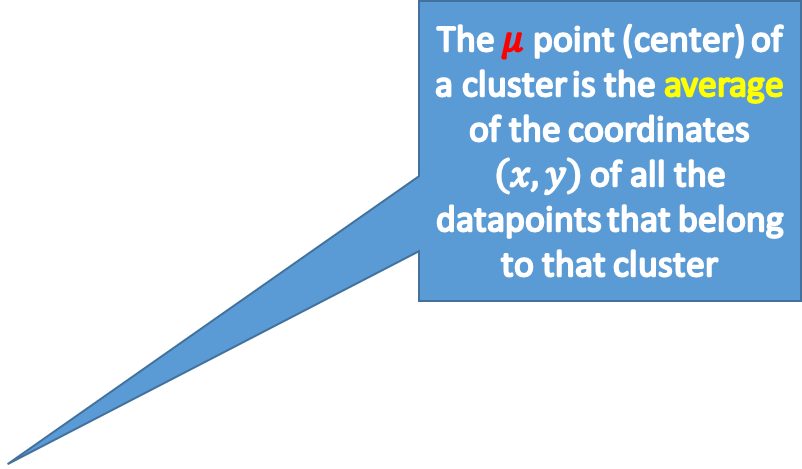 The μ point (center) of
a cluster is the average
of the coordinates
(x, y) of all the
datapoints that belong
to that cluster